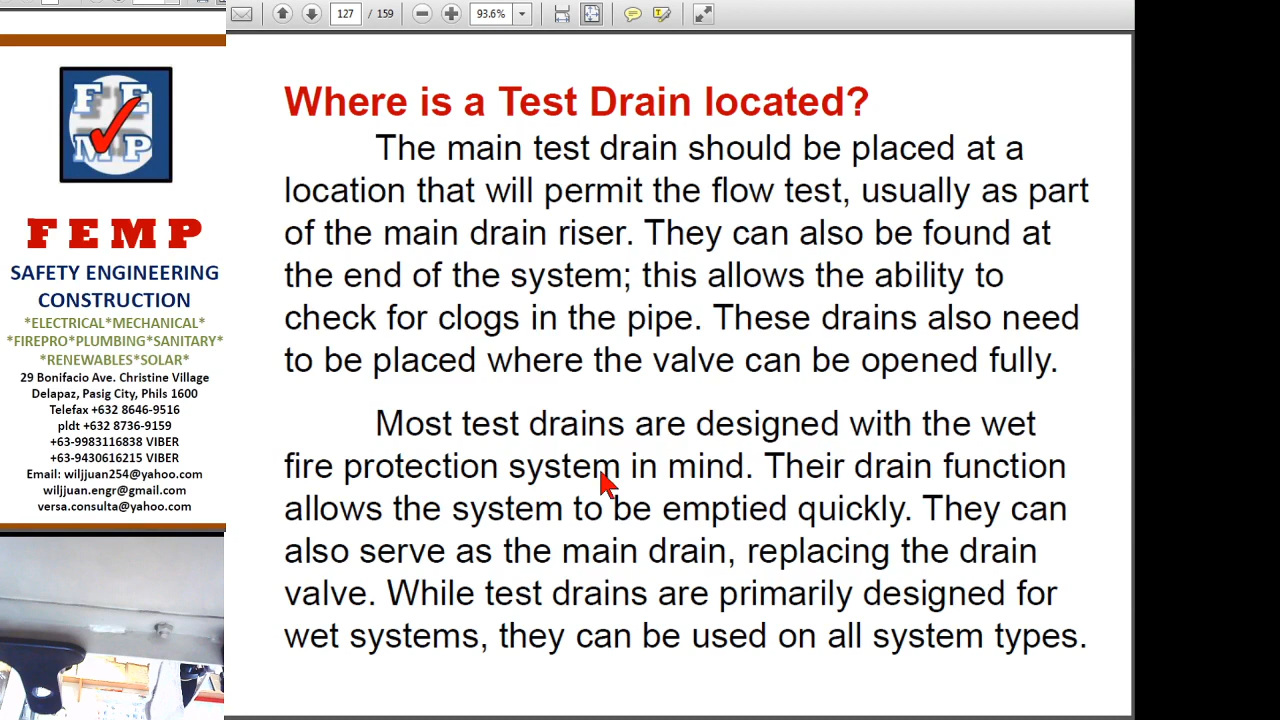 127 / 159 93.6%
F E
M P
FEMP
SAFETY ENGINEERING
CONSTRUCTION
*ELECTRICAL*MECHANICAL*
*FIREPRO*PLUMBING*SANITARY*
*RENEWABLES*SOLAR*
29 Bonifacio Ave. Christine Village
Delapaz, Pasig City, Phils 1600
Telefax +632 8646-9516
pldt +632 8736-9159
+63-9983116838 VIBER
+63-9430616215 VIBER
Email: wiljjuan254@yahoo.com
wiljjuan.engr@gmail.com
versa.consulta@yahoo.com
Where is a Test Drain located?
The main test drain should be placed at a
location that will permit the flow test, usually as part
of the main drain riser. They can also be found at
the end of the system; this allows the ability to
check for clogs in the pipe. These drains also need
to be placed where the valve can be opened fully.
Most test drains are designed with the wet
fire protection system in mind. Their drain function
allows the system to be emptied quickly. They can
also serve as the main drain, replacing the drain
valve. While test drains are primarily designed for
wet systems, they can be used on all system types.